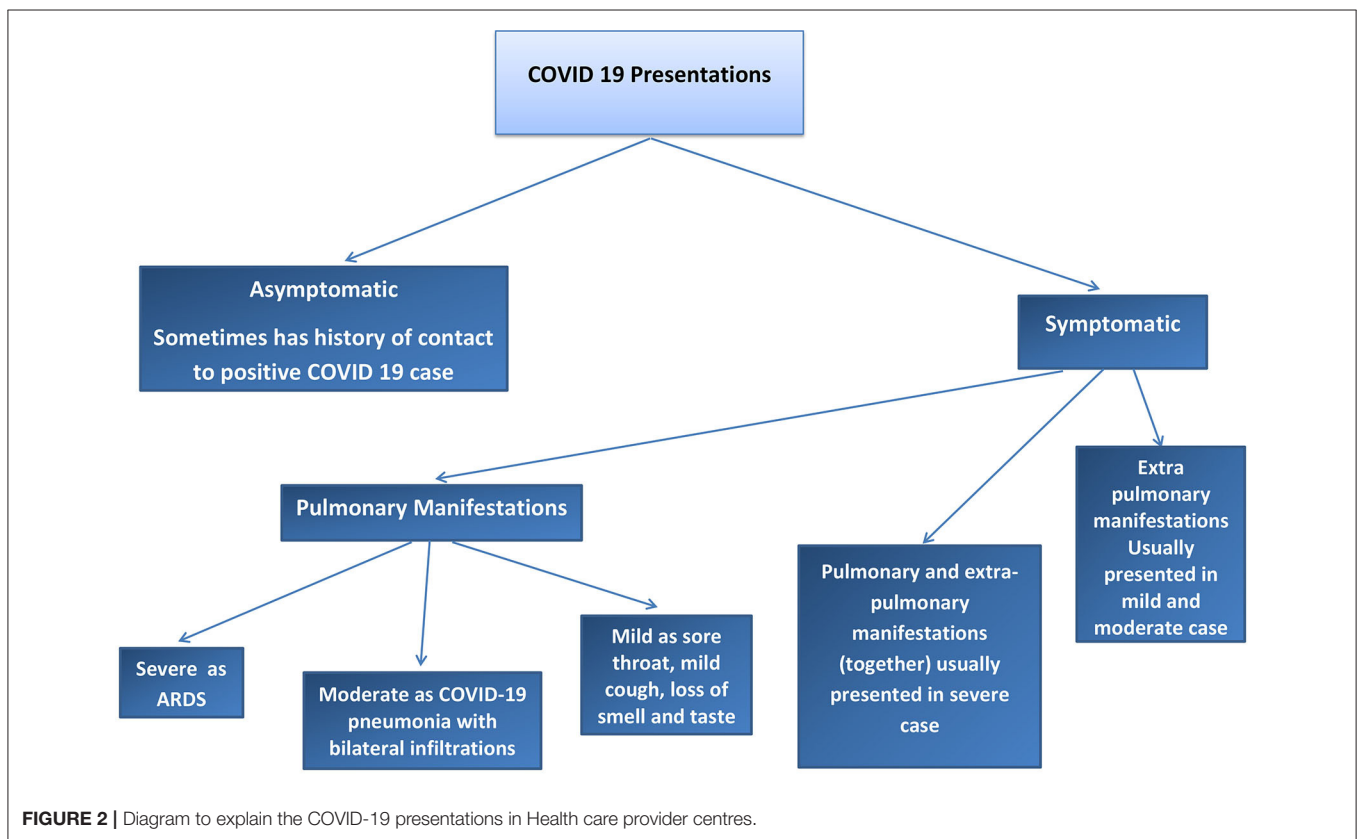 COVID 19 Presentations
Asymptomatic
Sometimes has history of contact
to positive COVID 19 case
Symptomatic
Pulmonary Manifestations
Severe as
ARDS
Moderate as COVID-19
pneumonia with
bilateral infiltrations
Mild as sore
throat, mild
cough, loss of
smell and taste
Pulmonary and extra-
pulmonary
manifestations
(together) usually
presented in severe
case
Extra
pulmonary
manifestations
Usually
presented in
mild and
moderate case
FIGURE 2 | Diagram to explain the COVID-19 presentations in Health care provider centres.